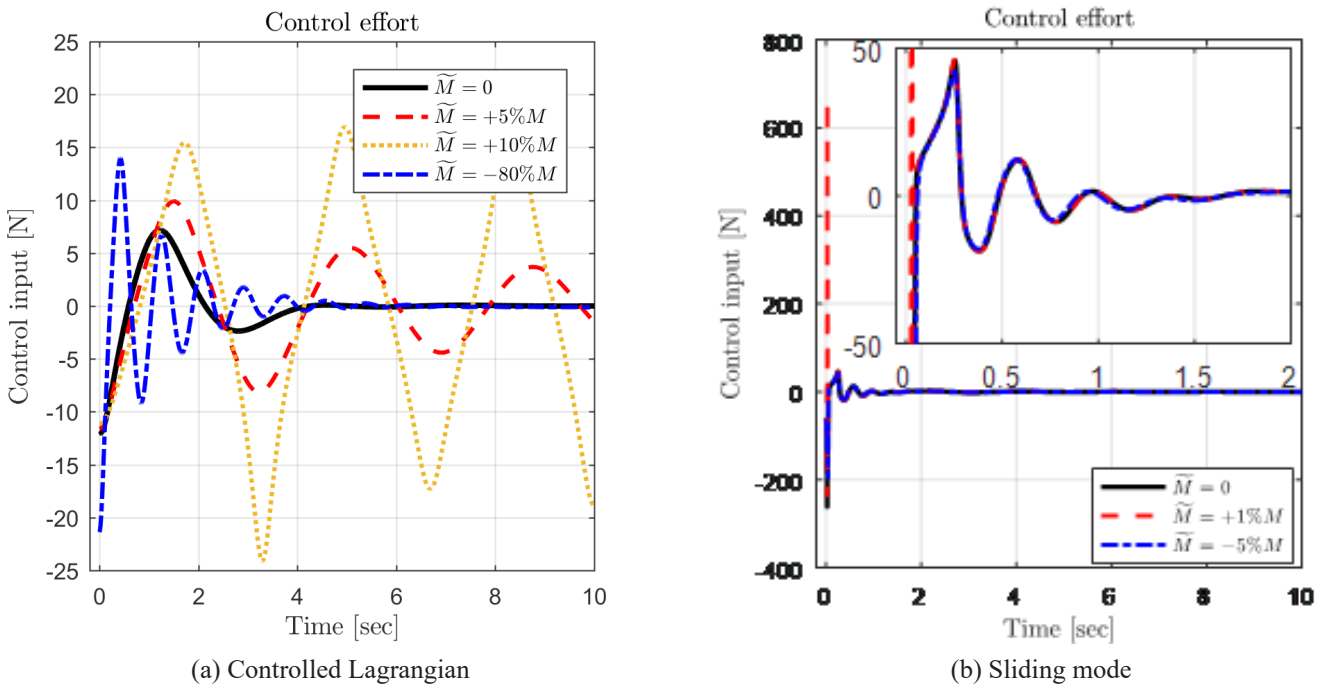 Control effort
25
20
15
10
5
0
-5
-10
-15
-20
-25
0 2 4 6 8 10
Control input [N]
Time [sec]
M̃ = 0
M̃ = +5%M
M̃ = +10%M
M̃ = −80%M
(a) Controlled Lagrangian
Control effort
800
600
400
200
0
-200
-400
0 2 4 6 8 10
Control input [N]
Time [sec]
50
0
-50
0 0.5 1 1.5 2
M̃ = 0
M̃ = +1%M
M̃ = −5%M
(b) Sliding mode